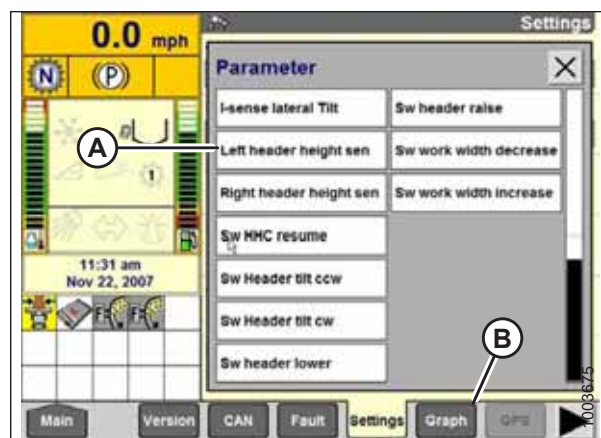 0.0 mph
Settings
N
(P)
Parameter
I-sense lateral Tilt
Sw header raise
A
Left header height sen
Sw work width decrease
1
Right header height sen
Sw work width increase
Sw HHC resume
11:31 am
Nov 22, 2007
Sw Header tilt ccw
F
F
Sw Header tilt cw
B
Sw header lower
Main
Version
CAN
Fault
Settings
Graph
GPS
1003675